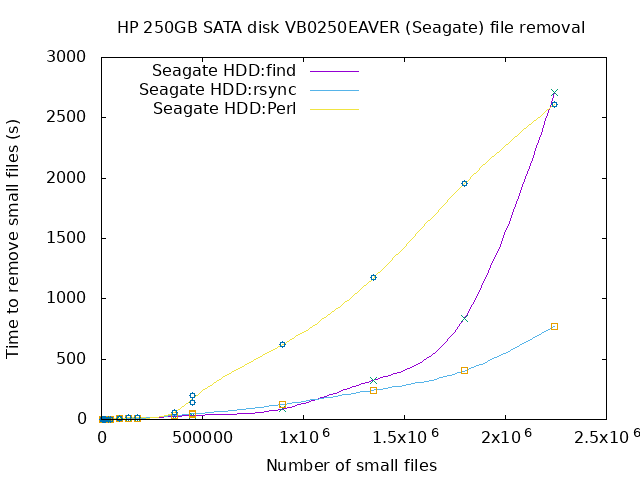 HP 250GB SATA disk VB0250EAVER (Seagate) file removal
3000
2500
2000
1500
1000
500
0
Time to remove small files (s)
Seagate HDD:find
Seagate HDD:rsync
Seagate HDD:Perl
0 500000 1x10^6 1.5x10^6 2x10^6 2.5x10^6
Number of small files